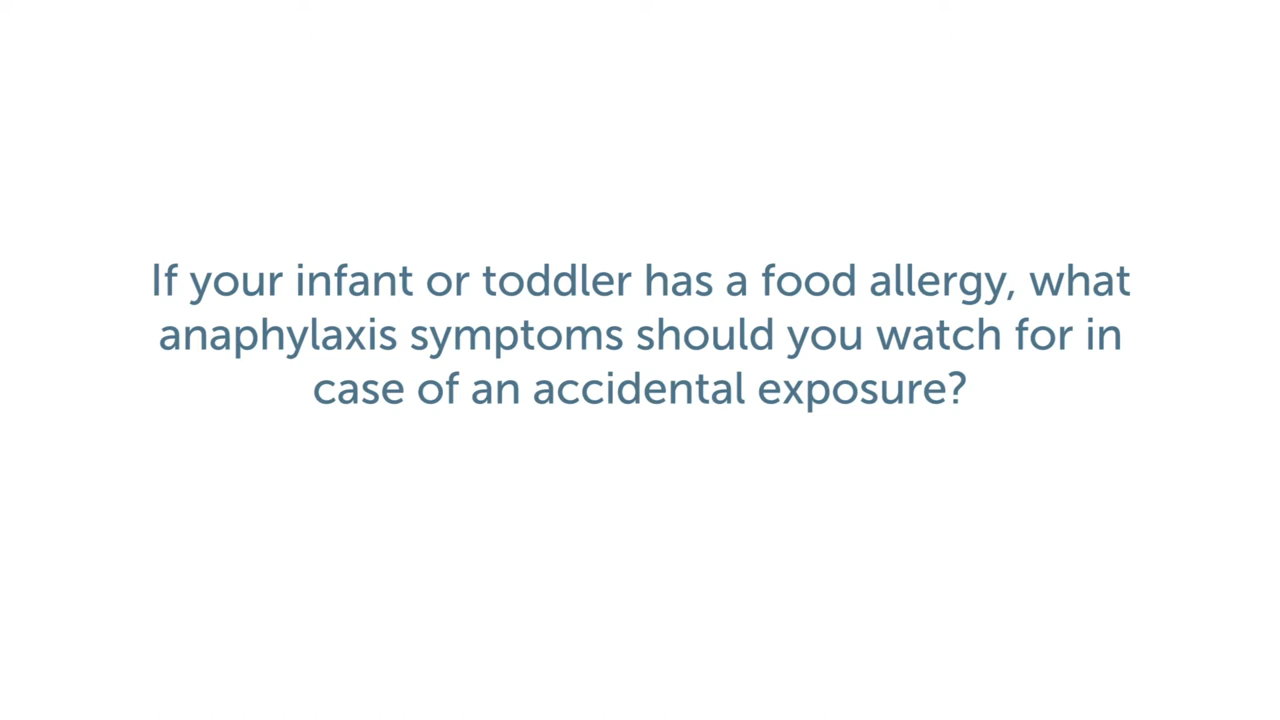 If your infant or toddler has a food allergy, what
anaphylaxis symptoms should you watch for in
case of an accidental exposure?